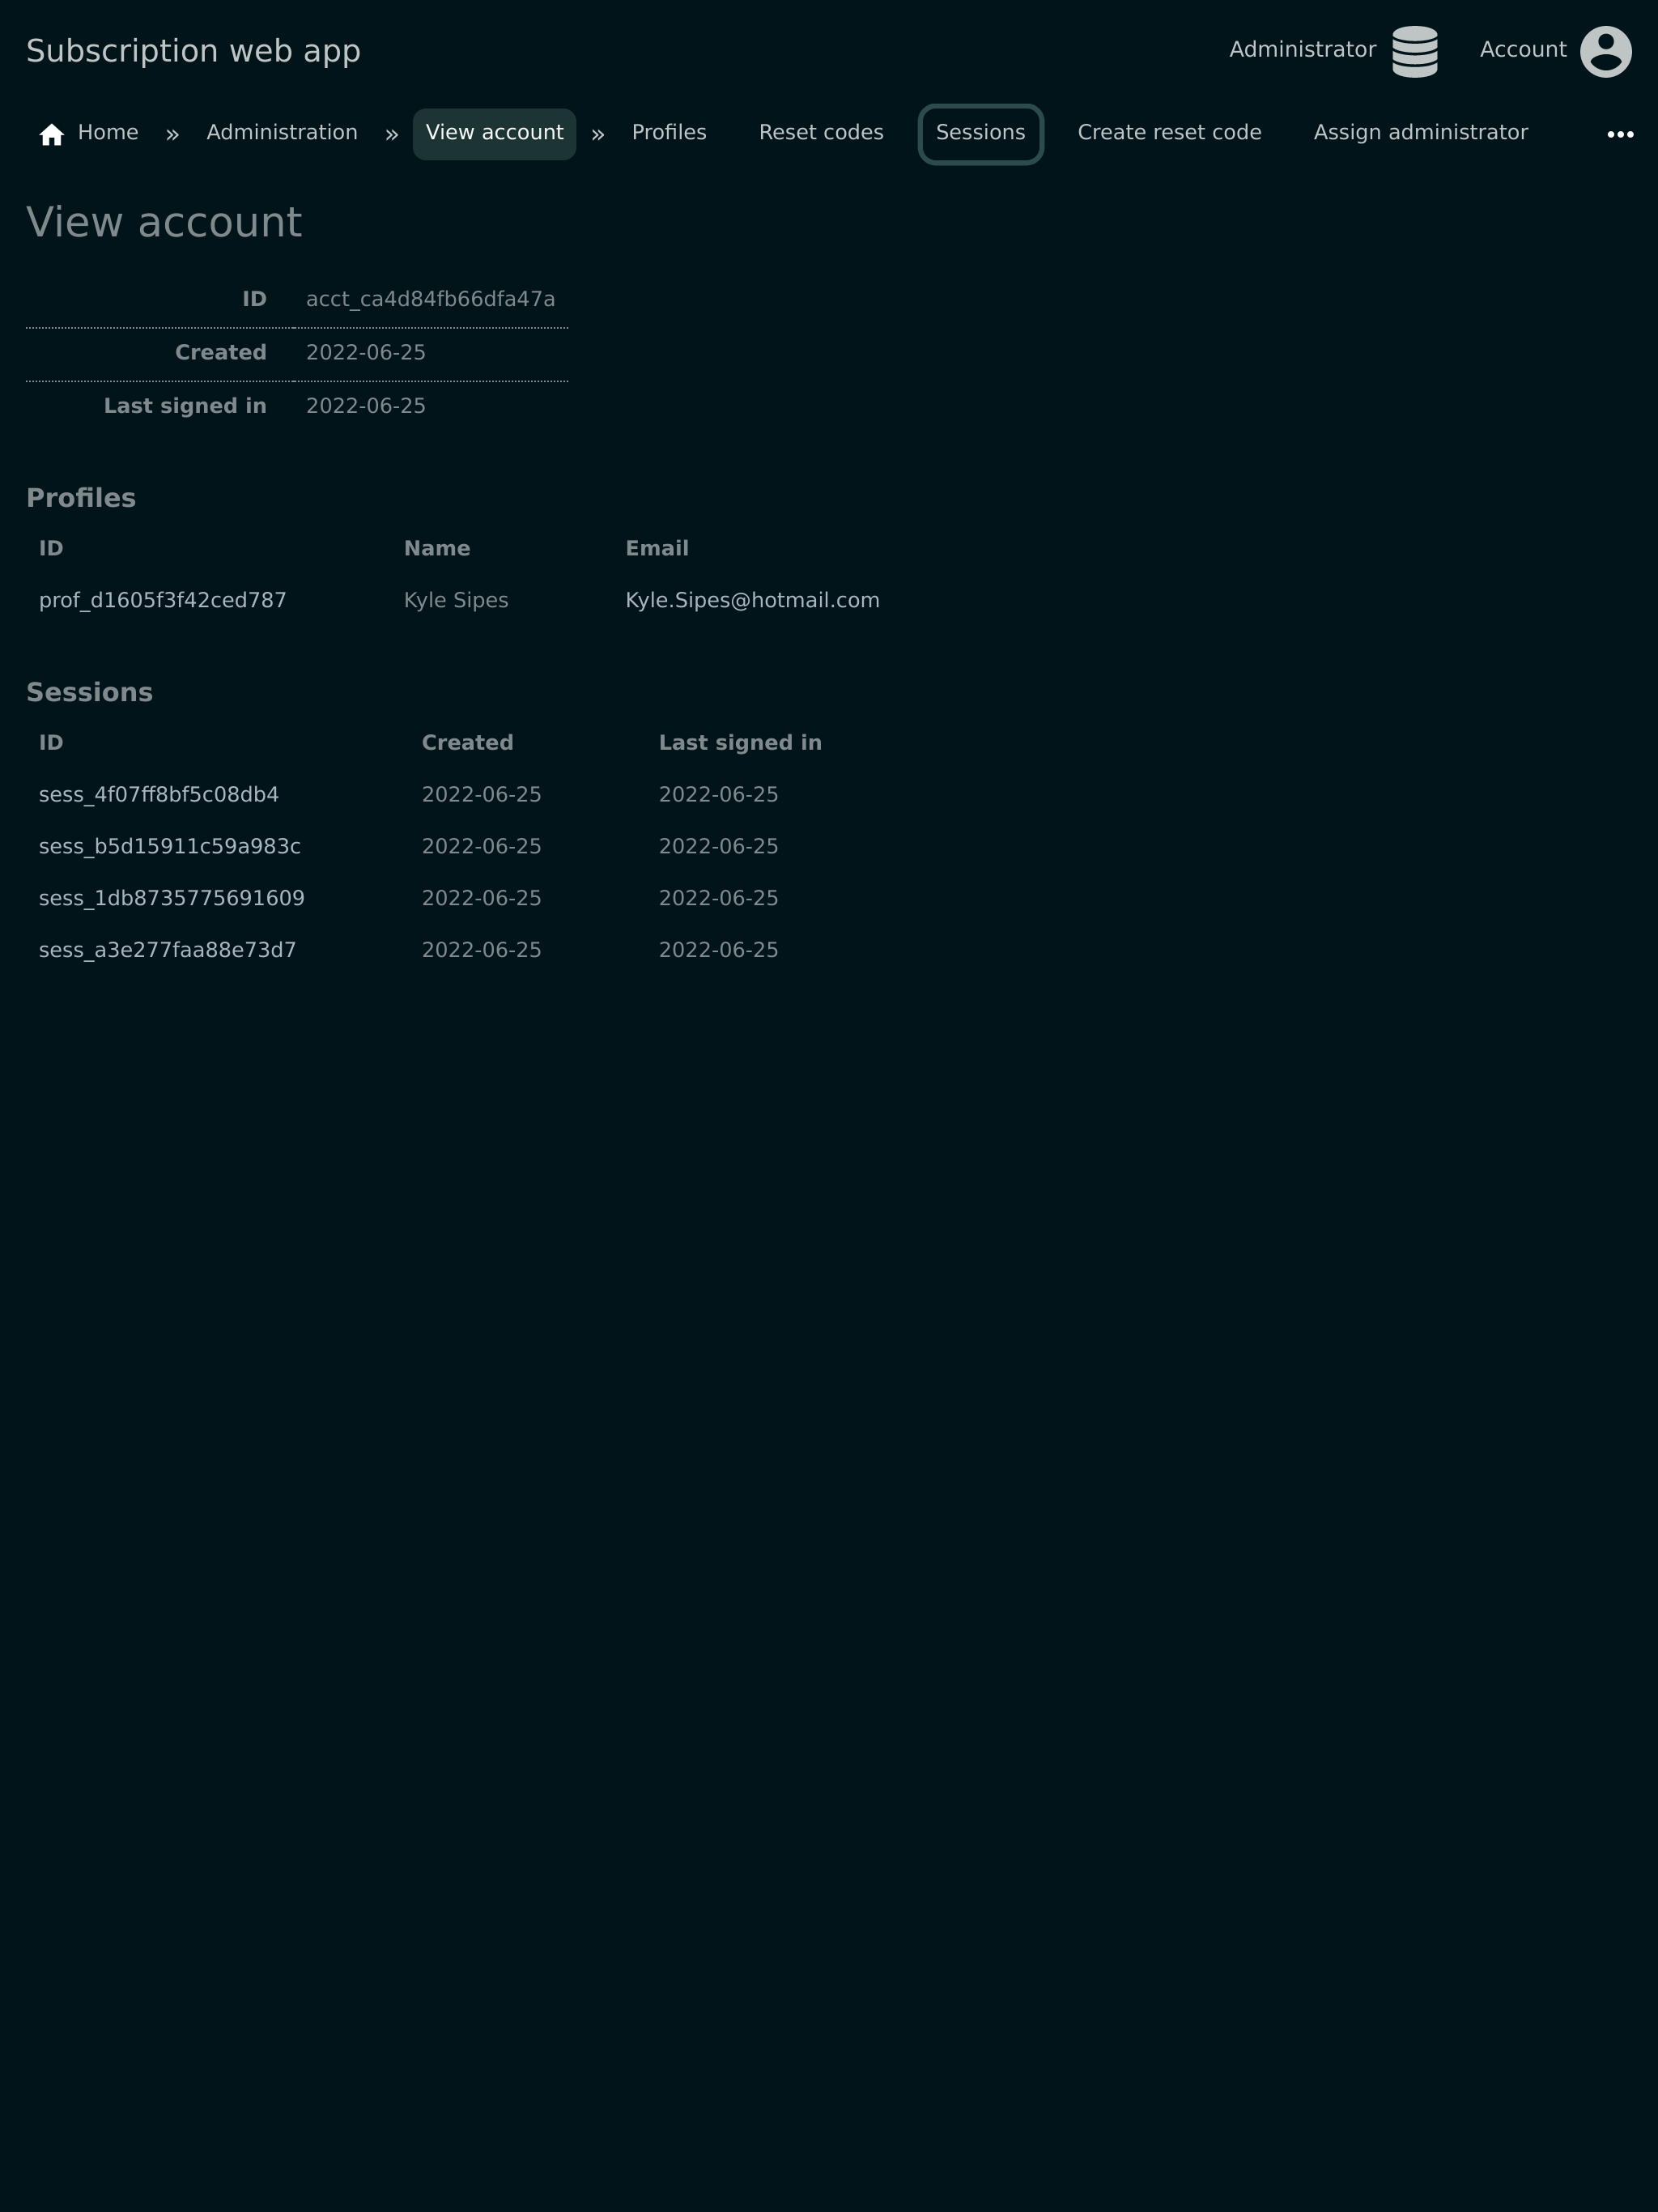 Subscription web app Administrator Account
Home » Administration » View account » Profiles Reset codes Sessions Create reset code Assign administrator •••
View account
ID acct_ca4d84fb66dfa47a
Created 2022-06-25
Last signed in 2022-06-25
Profiles
ID Name Email
prof_d1605f3f42ced787 Kyle Sipes Kyle.Sipes@hotmail.com
Sessions
ID Created Last signed in
sess_4f07ff8bf5c08db4 2022-06-25 2022-06-25
sess_b5d15911c59a983c 2022-06-25 2022-06-25
sess_1db8735775691609 2022-06-25 2022-06-25
sess_a3e277faa88e73d7 2022-06-25 2022-06-25